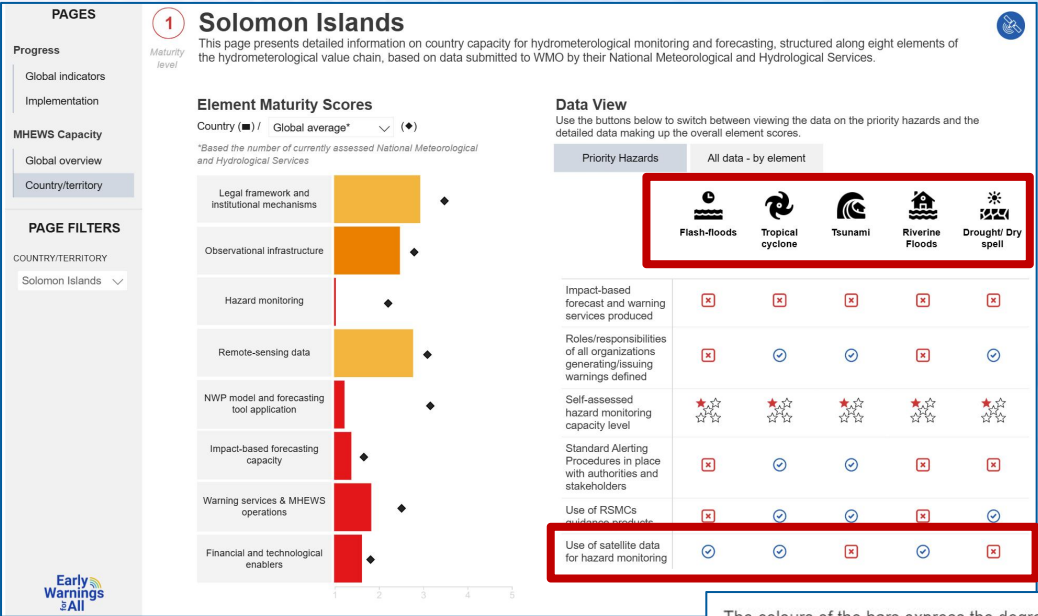 PAGES
Progress
Global indicators
Implementation
MHEWS Capacity
Global overview
Country/territory
PAGE FILTERS
COUNTRY/TERRITORY
Solomon Islands
Early
Warnings
for All
1
Maturity
level
Solomon Islands
This page presents detailed information on country capacity for hydrometerological monitoring and forecasting, structured along eight elements of
the hydrometerological value chain, based on data submitted to WMO by their National Meteorological and Hydrological Services.
Element Maturity Scores
Country (■) / Global average* (◆)
*Based the number of currently assessed National Meteorological
and Hydrological Services
Legal framework and
institutional mechanisms
Observational infrastructure
Hazard monitoring
Remote-sensing data
NWP model and forecasting
tool application
Impact-based forecasting
capacity
Warning services & MHEWS
operations
Financial and technological
enablers
1 2 3 4 5
Data View
Use the buttons below to switch between viewing the data on the priority hazards and the
detailed data making up the overall element scores.
Priority Hazards All data - by element
Flash-floods
Tropical
cyclone
Tsunami
Riverine
Floods
Drought/ Dry
spell
Impact-based
forecast and warning
services produced
Roles/responsibilities
of all organizations
generating/issuing
warnings defined
Self-assessed
hazard monitoring
capacity level
Standard Alerting
Procedures in place
with authorities and
stakeholders
Use of RSMCs
guidance products
Use of satellite data
for hazard monitoring
The colours of the bars express the degre